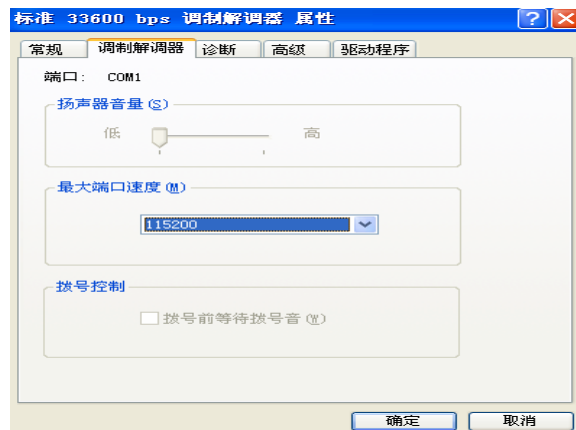 标准 33600 bps 调制解调器 属性
常规 调制解调器 诊断 高级 驱动程序
端口: COM1
扬声器音量(S)
低 高
最大端口速度(M)
115200
拨号控制
拨号前等待拨号音(W)
确定 取消